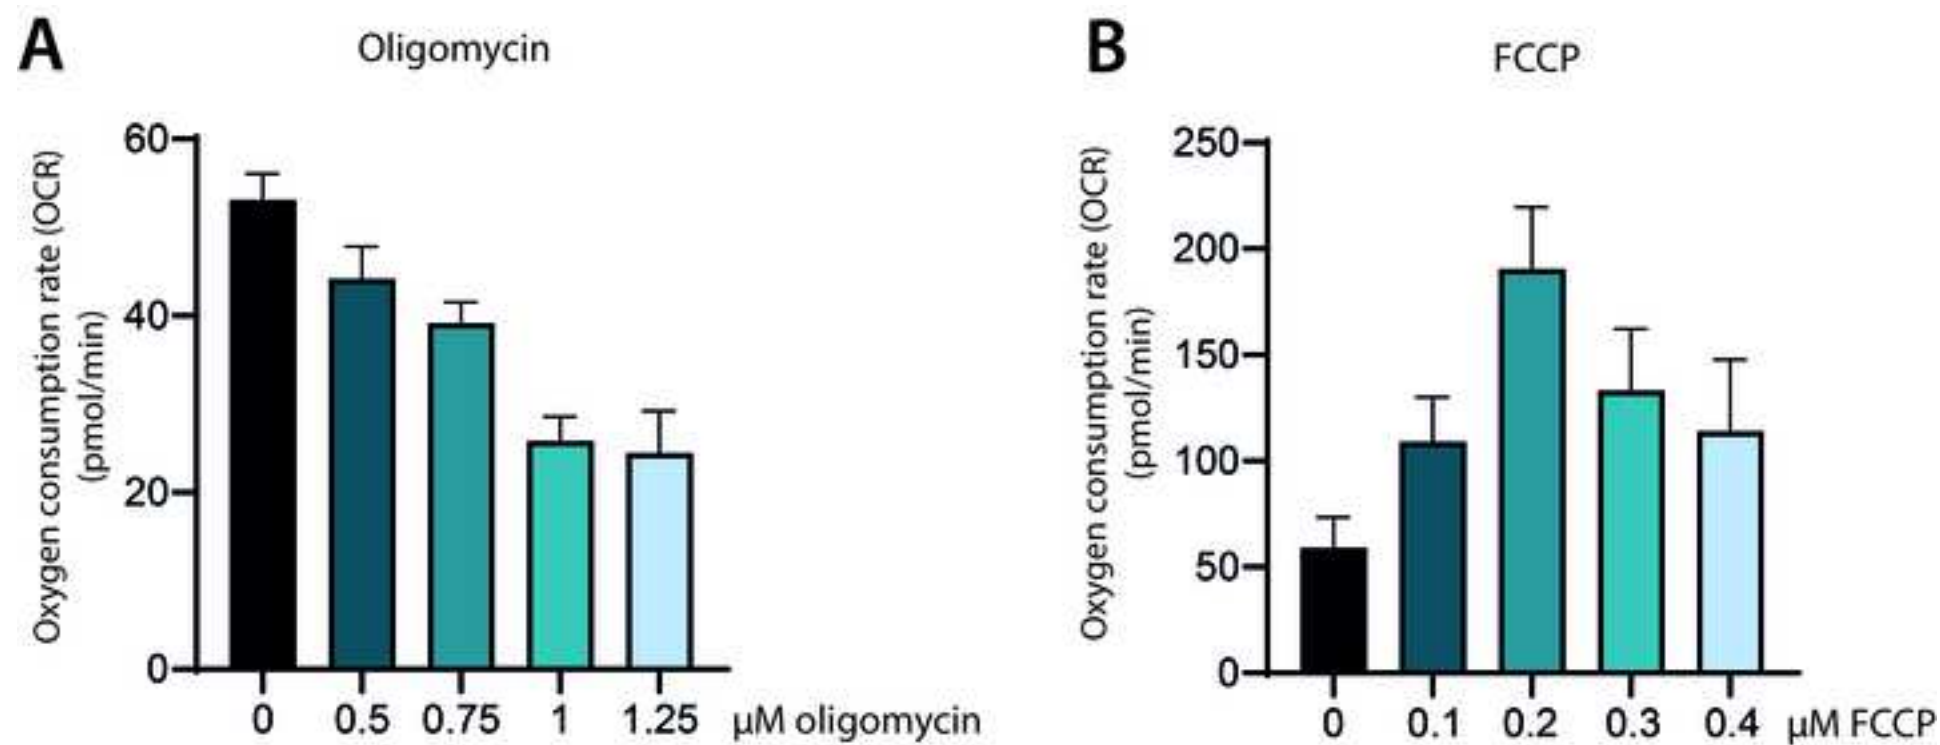 A
Oligomycin
Oxygen consumption rate (OCR)
(pmol/min)
60
40
20
0
0 0.5 0.75 1 1.25 µM oligomycin
B
FCCP
Oxygen consumption rate (OCR)
(pmol/min)
250
200
150
100
50
0
0 0.1 0.2 0.3 0.4 µM FCCP